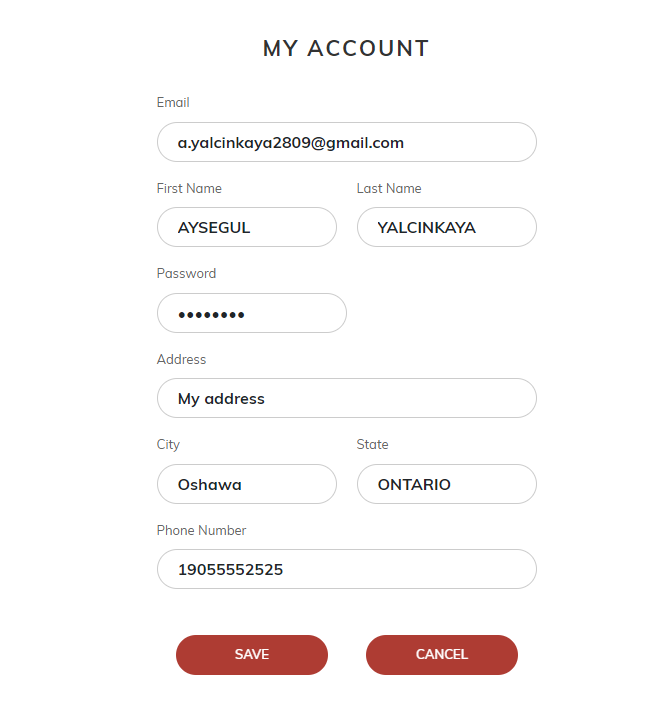 MY ACCOUNT
Email
a.yalcinkaya2809@gmail.com
First Name Last Name
AYSEGUL YALCINKAYA
Password
••••••••
Address
My address
City State
Oshawa ONTARIO
Phone Number
19055552525
SAVE CANCEL